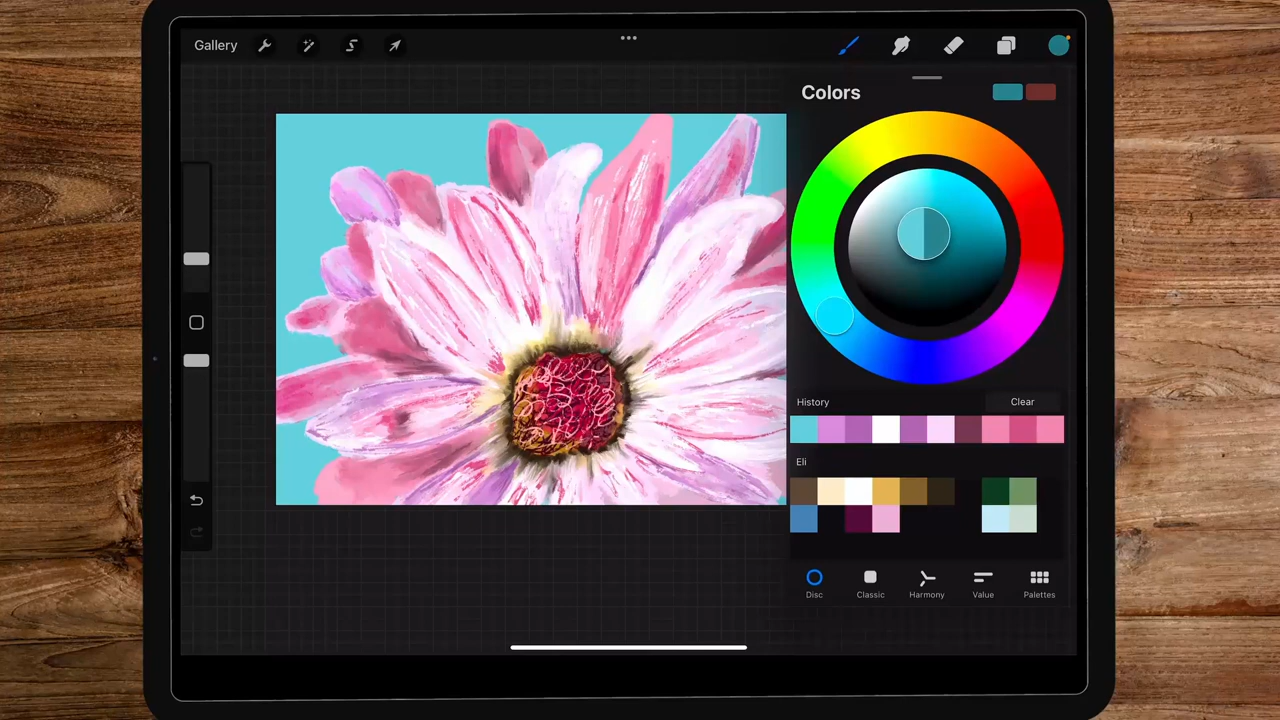 Gallery
Colors
History
Clear
Eli
Disc
Classic
Harmony
Value
Palettes